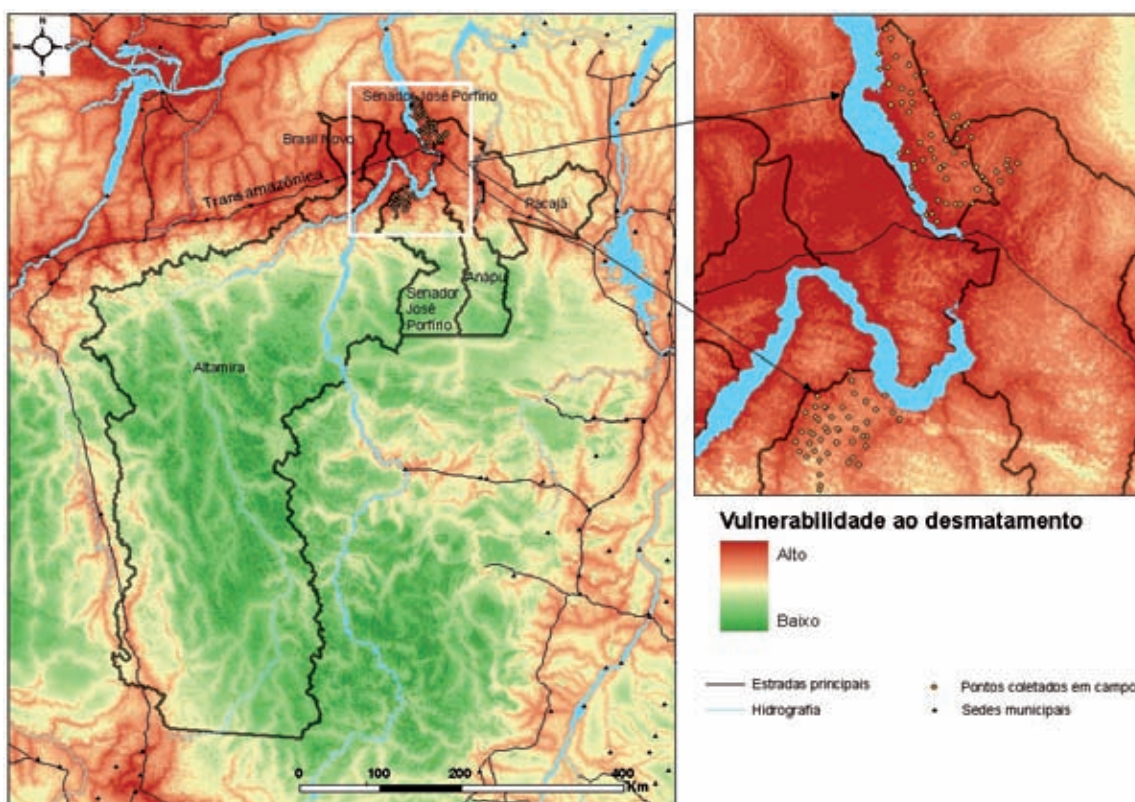 N
S
Senador José Porfírio
Brasil Novo
Transamazônica
Pacajá
Anapu
Senador
José
Porfírio
Altamira
0 100 200 400
Km
Vulnerabilidade ao desmatamento
Alto
Baixo
Estradas principais
Hidrografia
Pontos coletados em campo
Sedes municipais